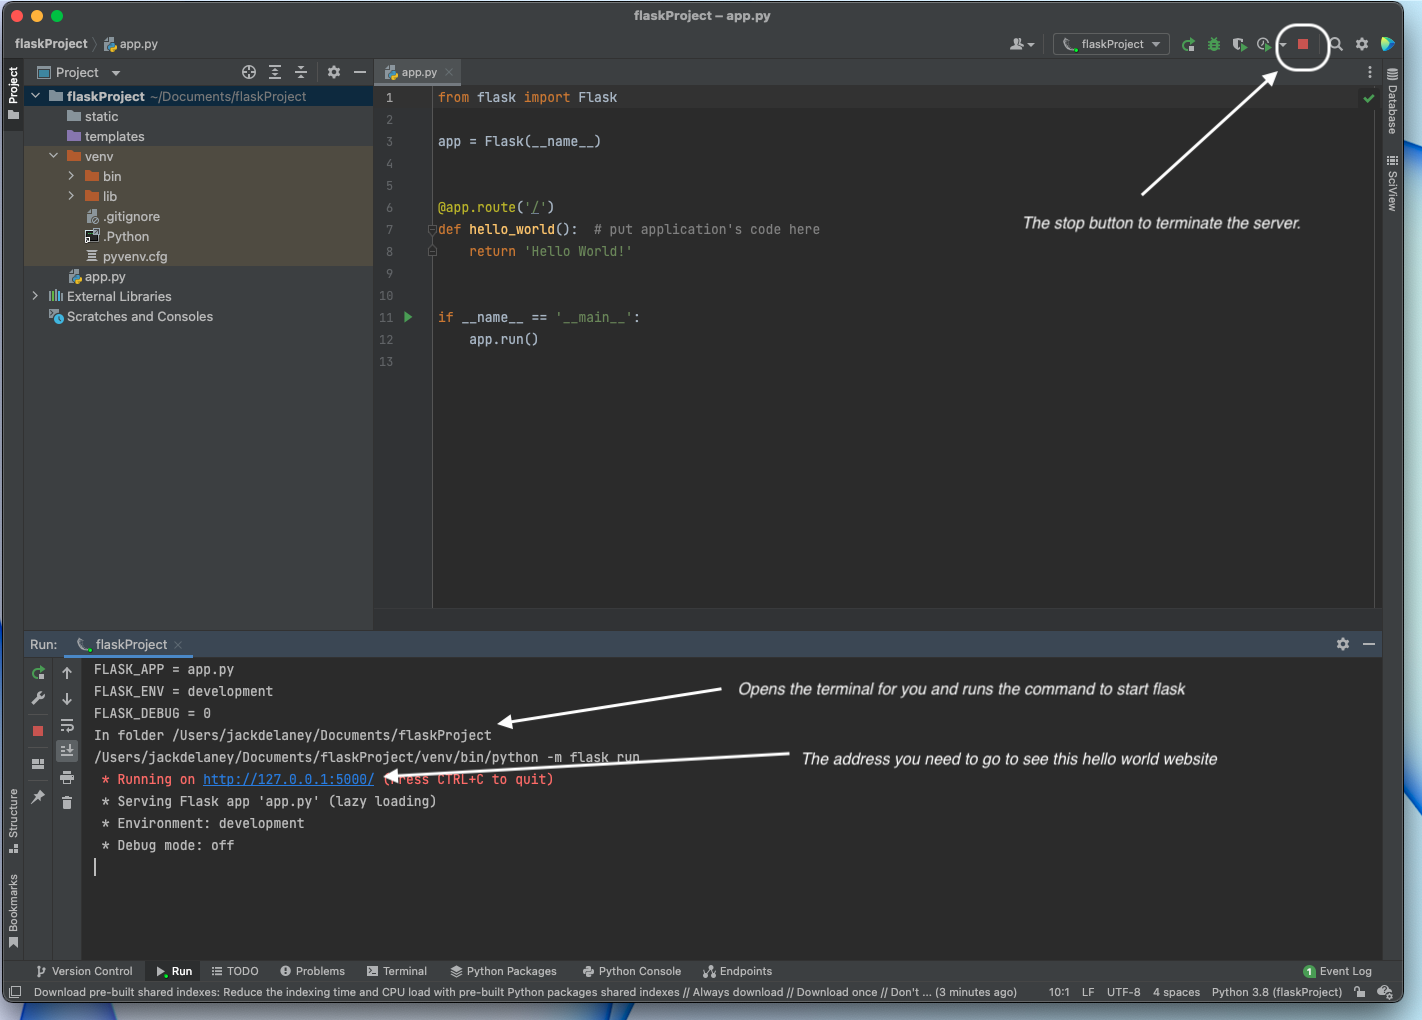 flaskProject – app.py
flaskProject app.py
flaskProject
Project
app.py
Project
flaskProject ~/Documents/flaskProject
static
templates
venv
bin
lib
.gitignore
.Python
pyvenv.cfg
app.py
External Libraries
Scratches and Consoles
1 from flask import Flask
2
3 app = Flask(__name__)
4
5
6 @app.route('/')
7 def hello_world():  # put application's code here
8     return 'Hello World!'
9
10
11 if __name__ == '__main__':
12     app.run()
13
The stop button to terminate the server.
Database
SciView
Run: flaskProject
FLASK_APP = app.py
FLASK_ENV = development
FLASK_DEBUG = 0
In folder /Users/jackdelaney/Documents/flaskProject
/Users/jackdelaney/Documents/flaskProject/venv/bin/python -m flask run
* Running on http://127.0.0.1:5000/ (Press CTRL+C to quit)
* Serving Flask app 'app.py' (lazy loading)
* Environment: development
* Debug mode: off
Opens the terminal for you and runs the command to start flask
The address you need to go to see this hello world website
Structure
Bookmarks
Version Control Run TODO Problems Terminal Python Packages Python Console Endpoints 1 Event Log
Download pre-built shared indexes: Reduce the indexing time and CPU load with pre-built Python packages shared indexes // Always download // Download once // Don't ... (3 minutes ago) 10:1 LF UTF-8 4 spaces Python 3.8 (flaskProject)